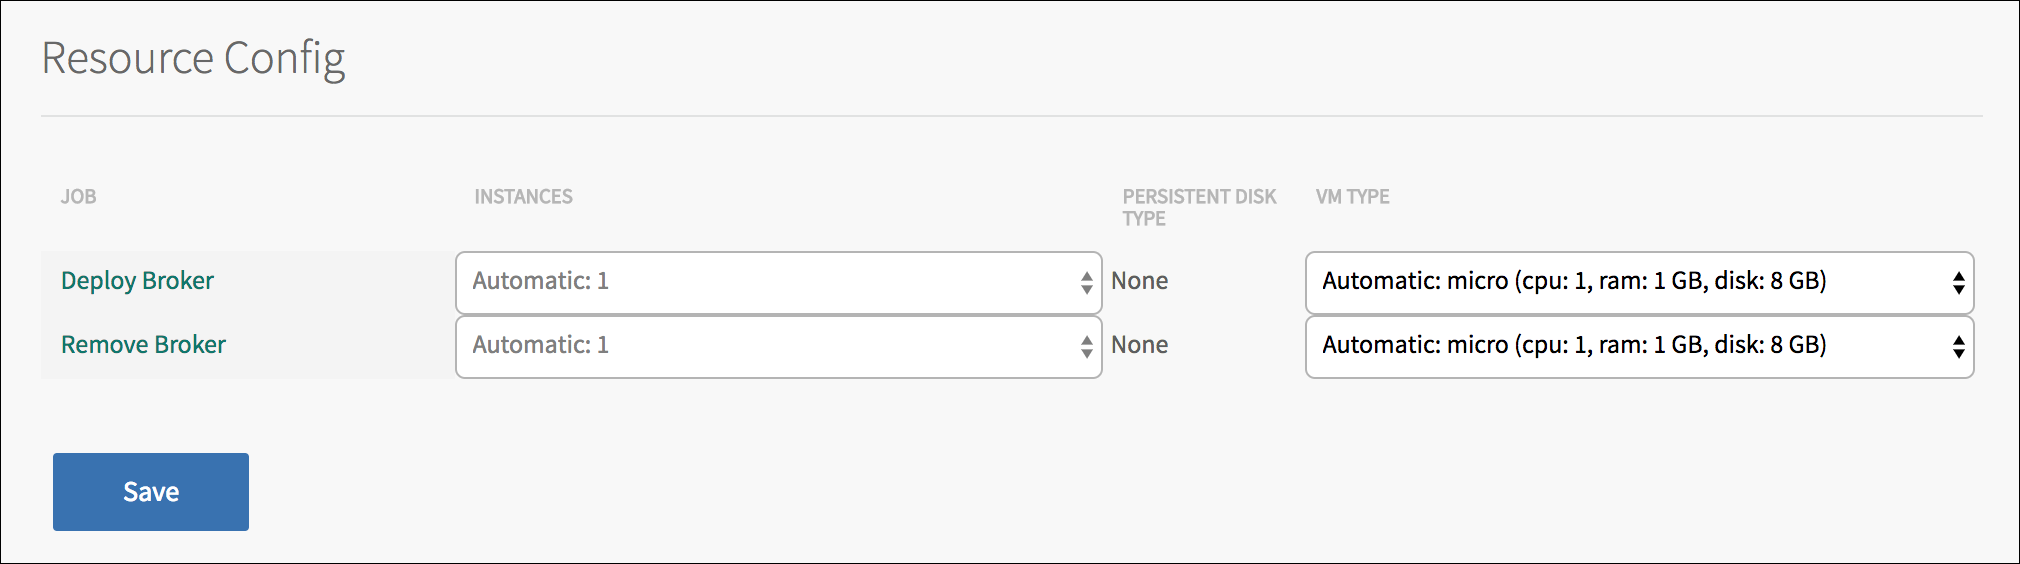 Resource Config
JOB INSTANCES PERSISTENT DISK TYPE VM TYPE
Deploy Broker Automatic: 1 None Automatic: micro (cpu: 1, ram: 1 GB, disk: 8 GB)
Remove Broker Automatic: 1 None Automatic: micro (cpu: 1, ram: 1 GB, disk: 8 GB)
Save